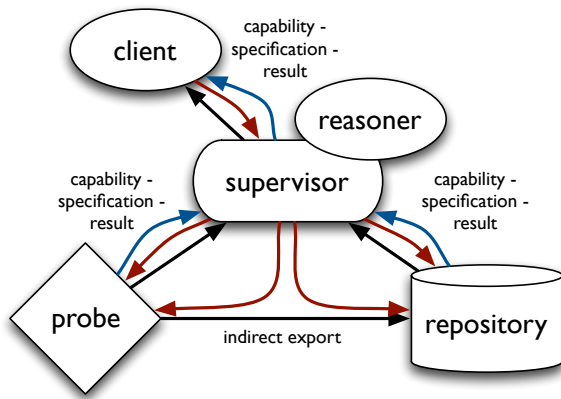 client
capability -
specification -
result
reasoner
supervisor
capability -
specification -
result
capability -
specification -
result
probe
indirect export
repository